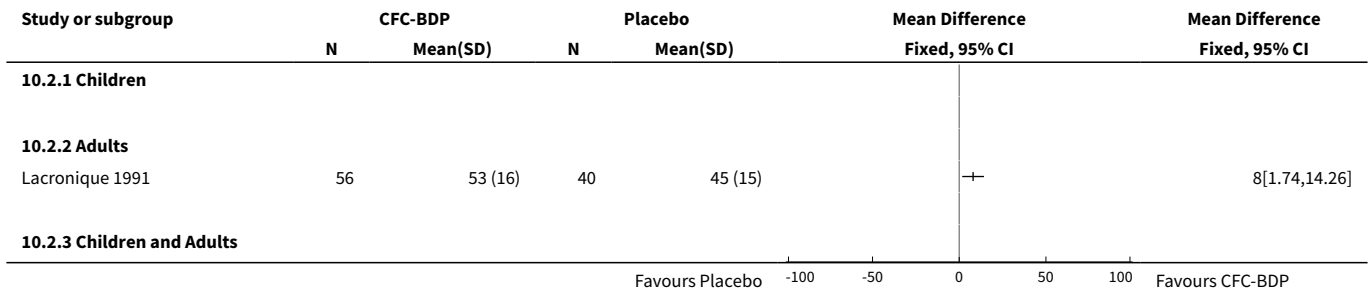 Study or subgroup CFC-BDP Placebo Mean Difference Mean Difference
N Mean(SD) N Mean(SD) Fixed, 95% CI Fixed, 95% CI
10.2.1 Children
10.2.2 Adults
Lacronique 1991 56 53 (16) 40 45 (15) 8[1.74,14.26]
10.2.3 Children and Adults
Favours Placebo -100 -50 0 50 100 Favours CFC-BDP